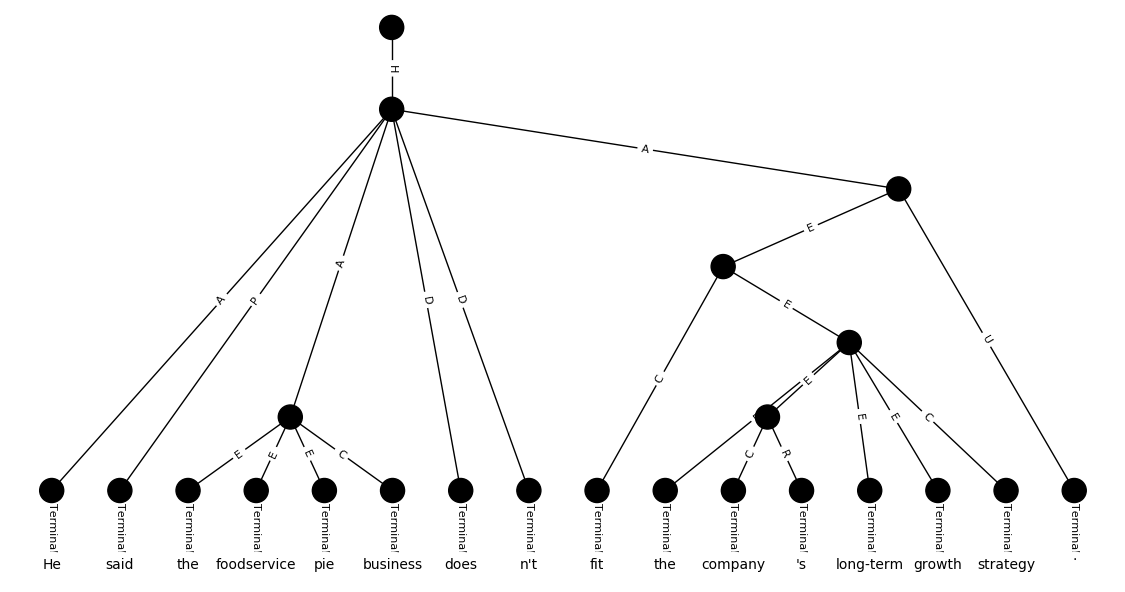 H
A
A
P
A
D
D
E
E
U
C
E
E
E
C
E
E
E
C
C
R
Terminal Terminal Terminal Terminal Terminal Terminal Terminal Terminal Terminal Terminal Terminal Terminal Terminal Terminal Terminal Terminal
He said the foodservice pie business does n't fit the company 's long-term growth strategy .